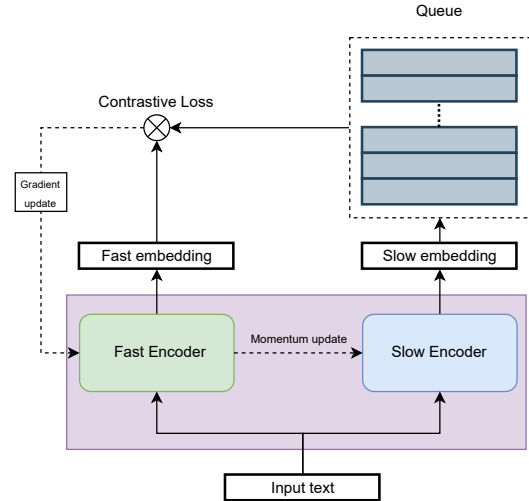 Queue
Contrastive Loss
Gradient
update
Fast embedding
Slow embedding
Fast Encoder
Momentum update
Slow Encoder
Input text